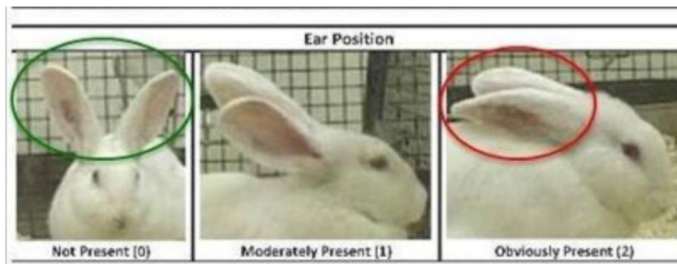 Ear Position
Not Present (0)
Moderately Present (1)
Obviously Present (2)